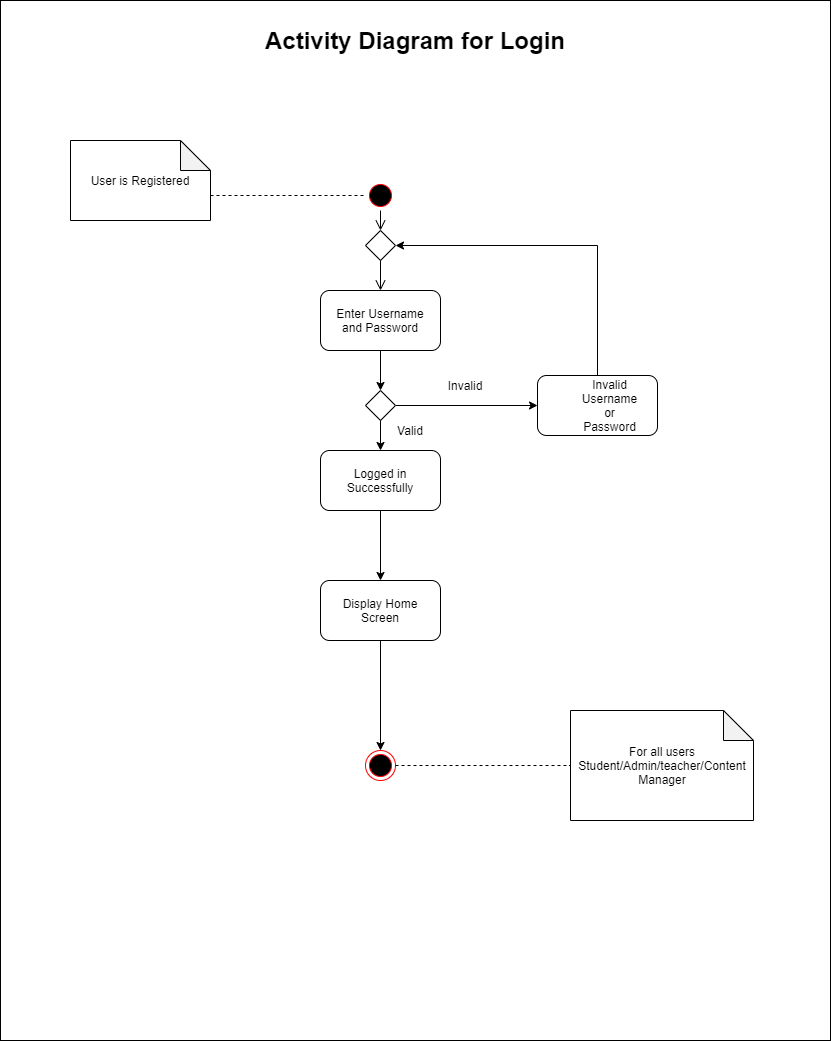 Activity Diagram for Login
User is Registered
Enter Username
and Password
Invalid
Invalid
Username
or
Password
Valid
Logged in
Successfully
Display Home
Screen
For all users
Student/Admin/teacher/Content
Manager